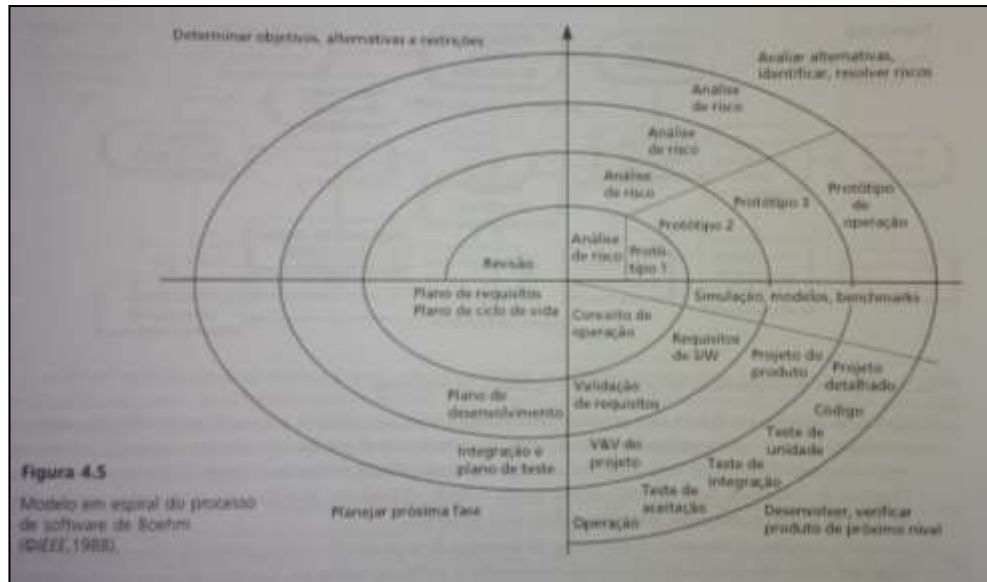 Determinar objetivos, alternativas e restrições
Avaliar alternativas,
identificar, resolver riscos
Análise
de risco
Análise
de risco
Análise
de risco
Protótipo
de
operação
Protótipo 3
Protótipo 2
Análise
de risco
Protó-
tipo 1
Revisão
Plano de requisitos
Plano de ciclo de vida
Simulação, modelos, benchmarks
Conceito de
operação
Requisitos
de S/W
Projeto do
produto
Projeto
detalhado
Plano do
desenvolvimento
Validação
de requisitos
Código
Teste de
unidade
Integração e
plano de teste
V&V do
projeto
Teste de
integração
Teste de
aceitação
Operação
Planejar próxima fase
Desenvolver, verificar
produto de próximo nível
Figura 4.5
Modelo em espiral do processo
de software de Boehm
(©IEEE,1988).